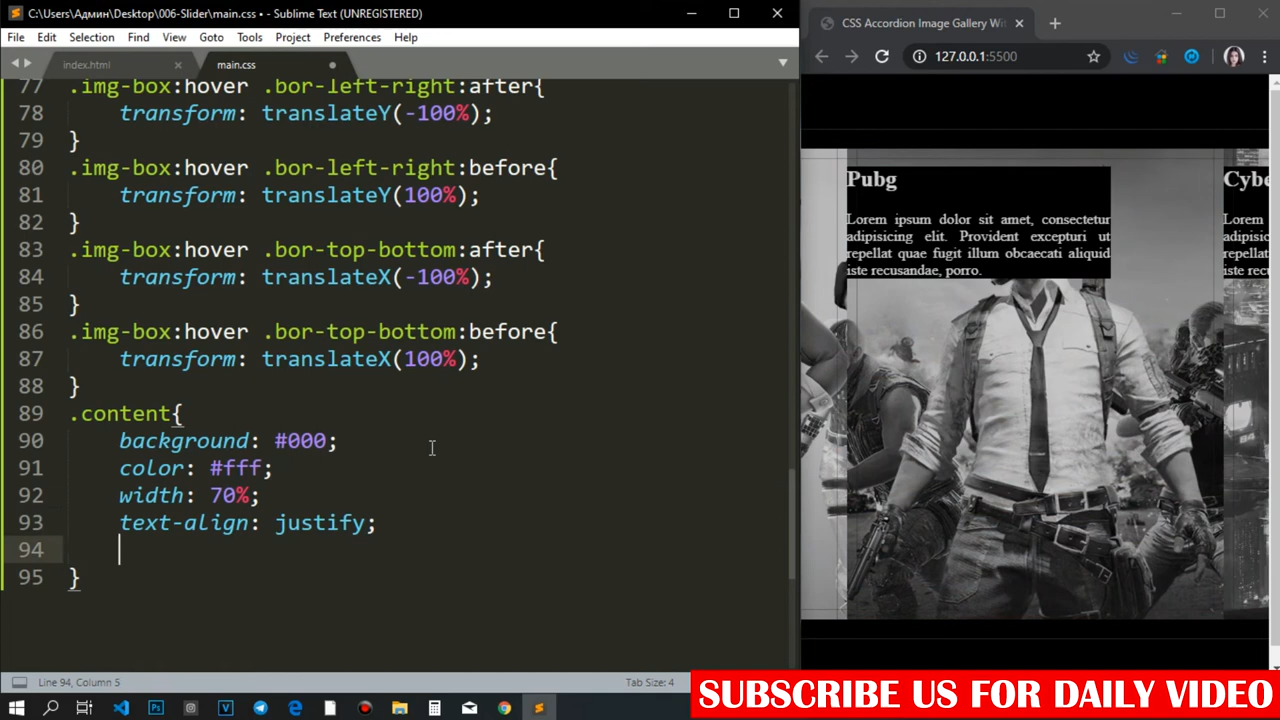 C:\Users\Админ\Desktop\006-Slider\main.css • - Sublime Text (UNREGISTERED)
File Edit Selection Find View Goto Tools Project Preferences Help
index.html
main.css
77 .img-box:hover .bor-left-right:after{
78 transform: translateY(-100%);
79 }
80 .img-box:hover .bor-left-right:before{
81 transform: translateY(100%);
82 }
83 .img-box:hover .bor-top-bottom:after{
84 transform: translateX(-100%);
85 }
86 .img-box:hover .bor-top-bottom:before{
87 transform: translateX(100%);
88 }
89 .content{
90 background: #000;
91 color: #fff;
92 width: 70%;
93 text-align: justify;
94
95 }
Line 94, Column 5
Tab Size: 4
CSS Accordion Image Gallery Wit
127.0.0.1:5500
Pubg
Lorem ipsum dolor sit amet, consectetur
adipisicing elit. Provident excepturi ut
repellat quae fugit illum obcaecati aliquid
iste recusandae, porro.
Cybe
Lorem
adipisic
repellat
iste rec
SUBSCRIBE US FOR DAILY VIDEO